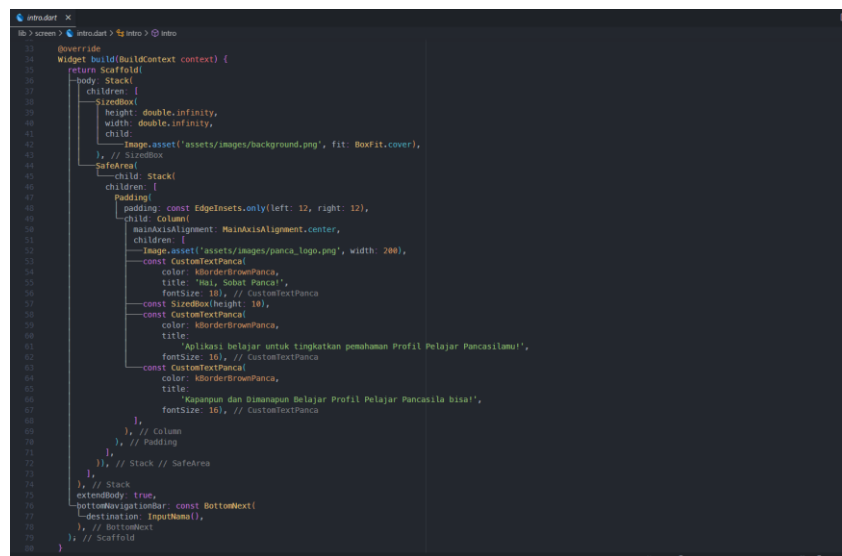 intro.dart ×
lib > screen > intro.dart > Intro > Intro
33 @override
34 Widget build(BuildContext context) {
35 return Scaffold(
36 body: Stack(
37 children: [
38 SizedBox(
39 height: double.infinity,
40 width: double.infinity,
41 child:
42 Image.asset('assets/images/background.png', fit: BoxFit.cover),
43 ), // SizedBox
44 SafeArea(
45 child: Stack(
46 children: [
47 Padding(
48 padding: const EdgeInsets.only(left: 12, right: 12),
49 child: Column(
50 mainAxisAlignment: MainAxisAlignment.center,
51 children: [
52 Image.asset('assets/images/panca_logo.png', width: 200),
53 const CustomTextPanca(
54 color: kBorderBrownPanca,
55 title: 'Hai, Sobat Panca!',
56 fontSize: 18), // CustomTextPanca
57 const SizedBox(height: 10),
58 const CustomTextPanca(
59 color: kBorderBrownPanca,
60 title:
61 'Aplikasi belajar untuk tingkatkan pemahaman Profil Pelajar Pancasilamu!',
62 fontSize: 16), // CustomTextPanca
63 const CustomTextPanca(
64 color: kBorderBrownPanca,
65 title:
66 'Kapanpun dan Dimanapun Belajar Profil Pelajar Pancasila bisa!',
67 fontSize: 16), // CustomTextPanca
68 ],
69 ), // Column
70 ), // Padding
71 ],
72 )), // Stack // SafeArea
73 ],
74 ), // Stack
75 extendBody: true,
76 bottomNavigationBar: const BottomNext(
77 destination: InputNama(),
78 ), // BottomNext
79 ); // Scaffold
80 }